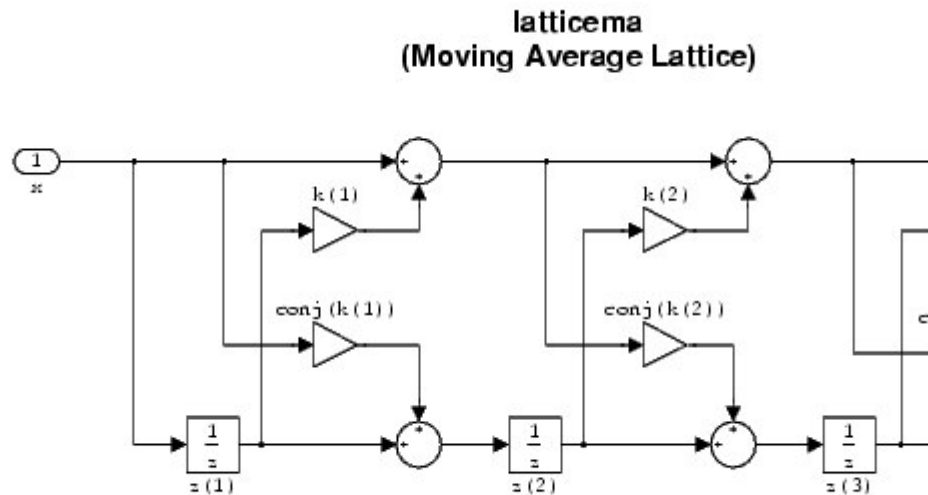 latticema
(Moving Average Lattice)
1
x
k(1)
k(2)
conj(k(1))
conj(k(2))
1
z
z(1)
1
z
z(2)
1
z
z(3)